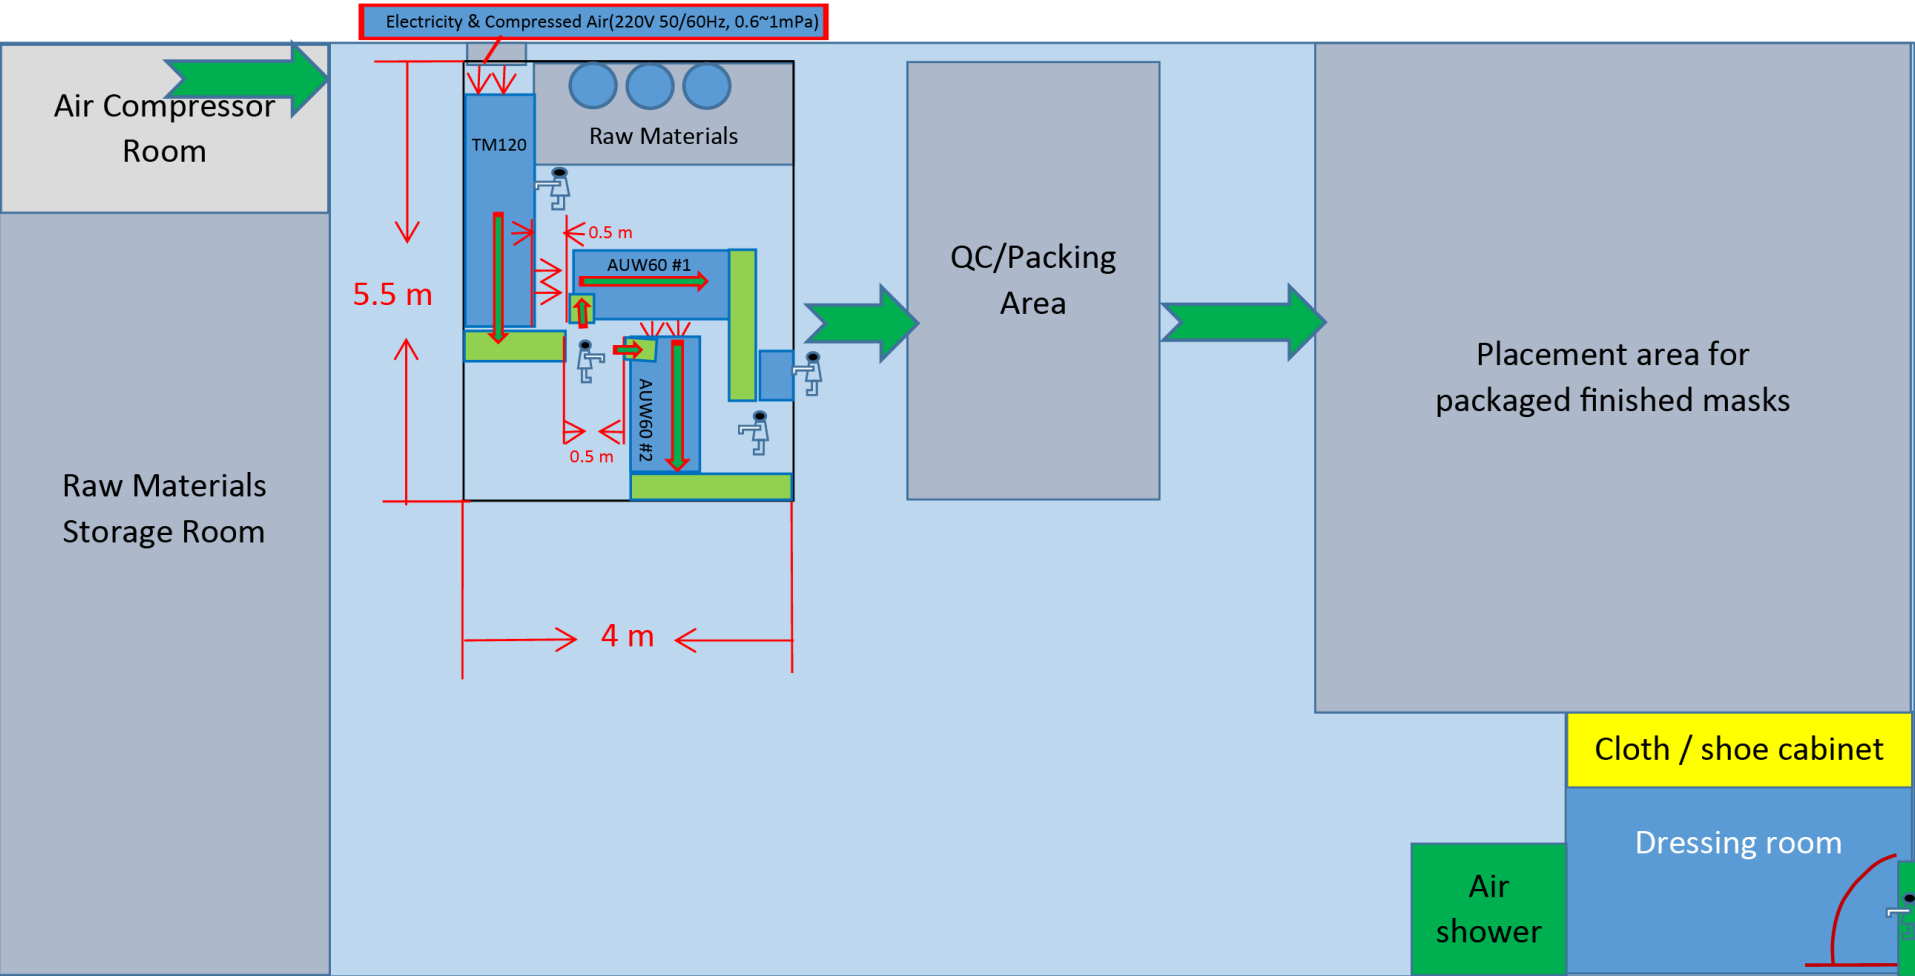 Electricity & Compressed Air(220V 50/60Hz, 0.6~1mPa)
Air Compressor
Room
TM120
Raw Materials
0.5 m
AUW60 #1
5.5 m
AUW60 #2
0.5 m
4 m
QC/Packing
Area
Placement area for
packaged finished masks
Raw Materials
Storage Room
Cloth / shoe cabinet
Dressing room
Air
shower